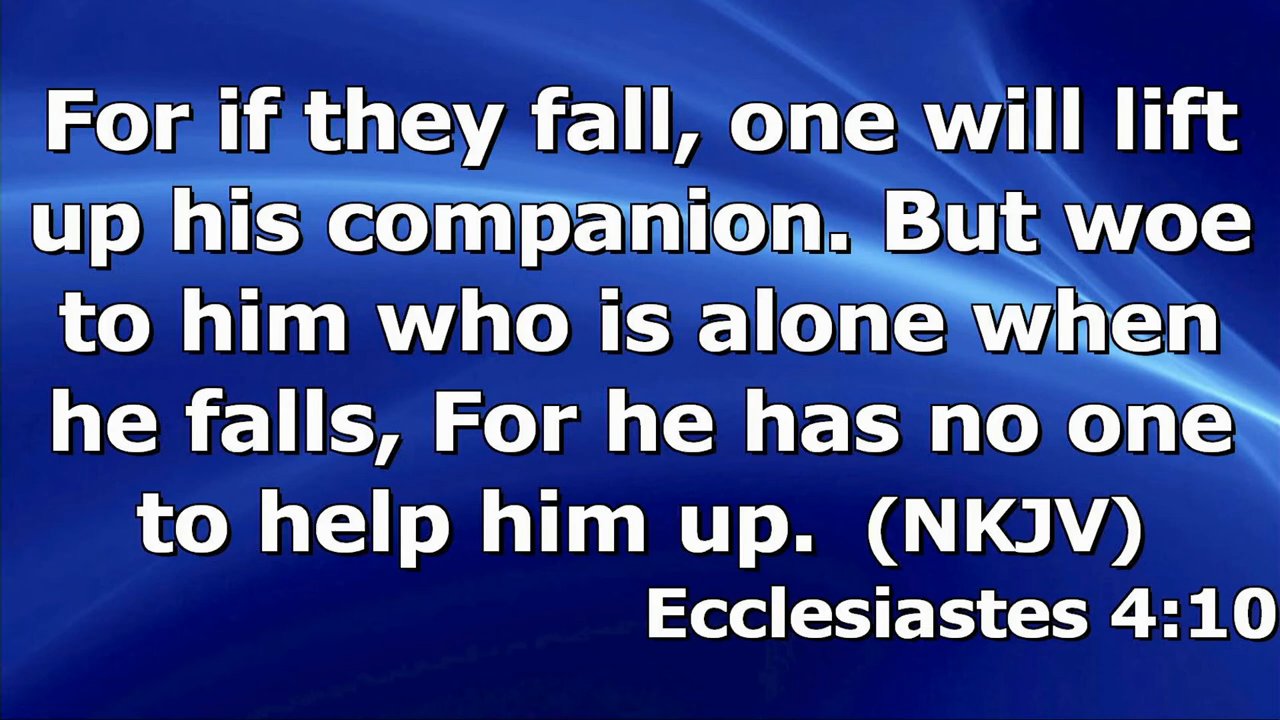 For if they fall, one will lift
up his companion. But woe
to him who is alone when
he falls, For he has no one
to help him up.  (NKJV)
Ecclesiastes 4:10